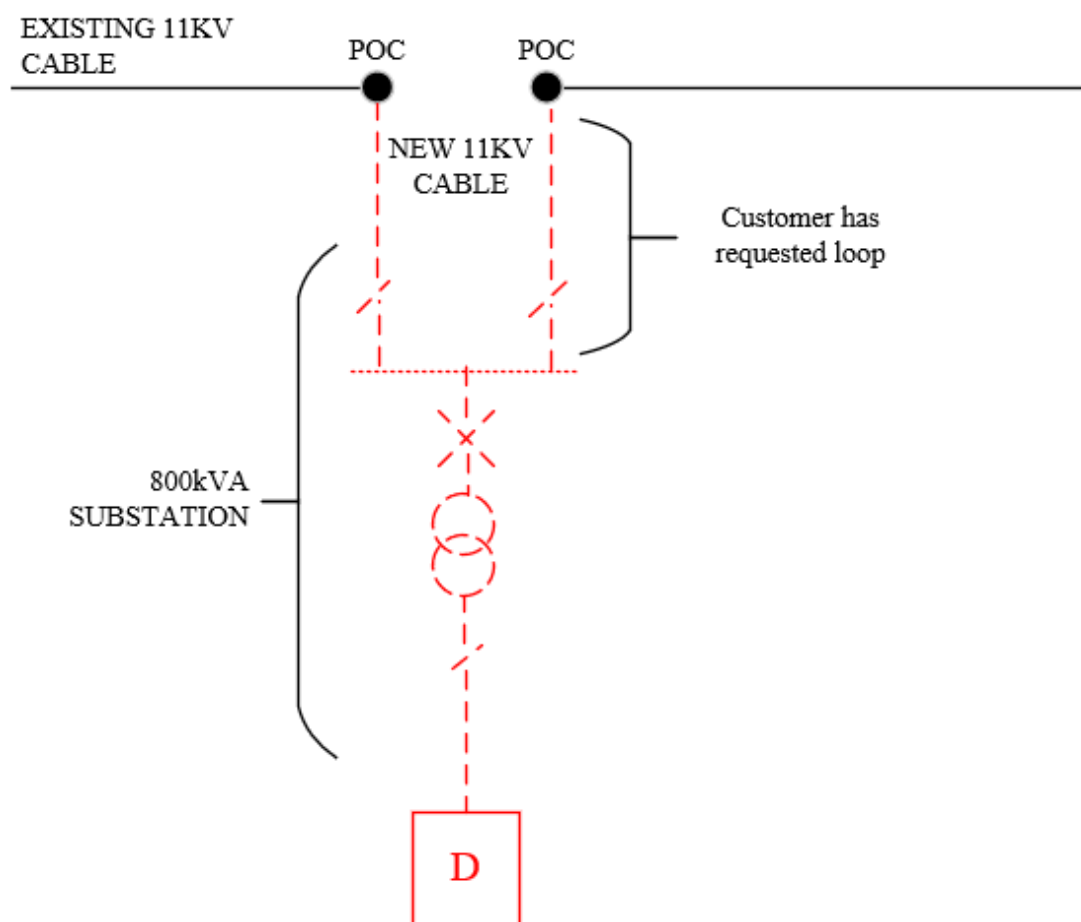 EXISTING 11KV
CABLE
POC
POC
NEW 11KV
CABLE
Customer has
requested loop
800kVA
SUBSTATION
D